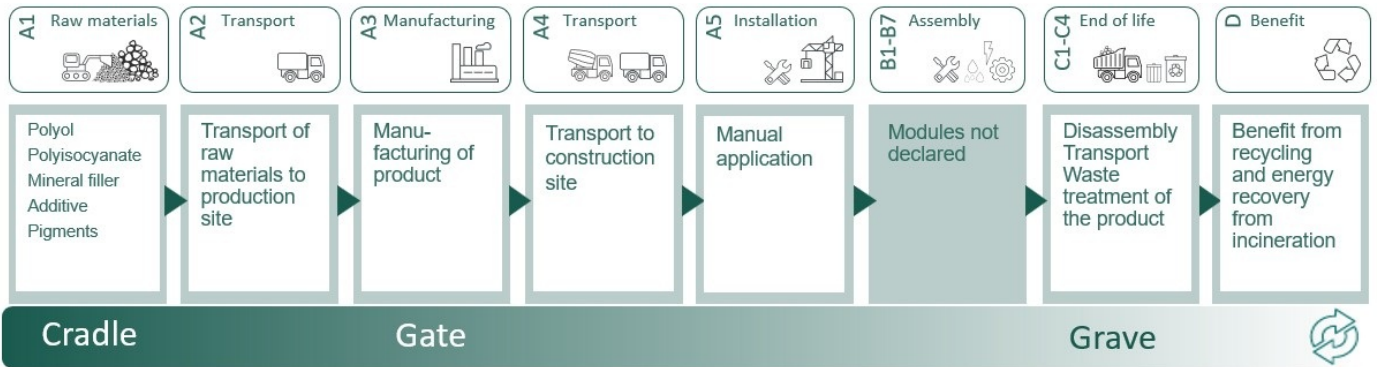 A1 Raw materials
A2 Transport
A3 Manufacturing
A4 Transport
A5 Installation
B1-B7 Assembly
C1-C4 End of life
D Benefit
Polyol
Polyisocyanate
Mineral filler
Additive
Pigments
Transport of
raw
materials to
production
site
Manu-
facturing of
product
Transport to
construction
site
Manual
application
Modules not
declared
Disassembly
Transport
Waste
treatment of
the product
Benefit from
recycling
and energy
recovery
from
incineration
Cradle
Gate
Grave